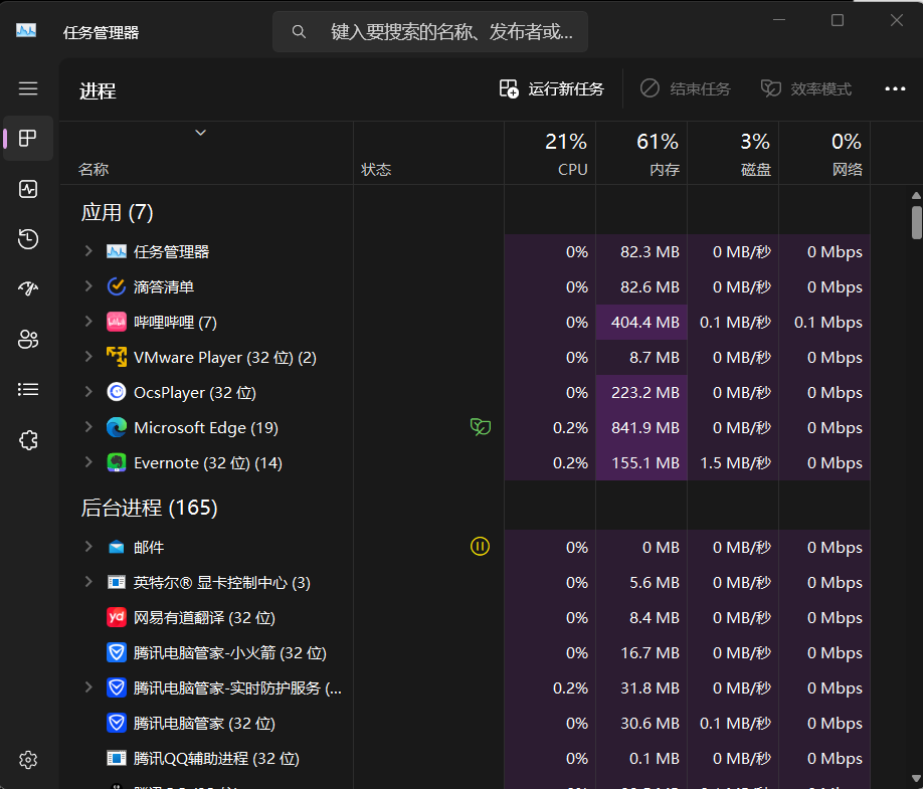 任务管理器
键入要搜索的名称、发布者或...
进程
运行新任务 结束任务 效率模式
21% 61% 3% 0%
名称 状态 CPU 内存 磁盘 网络
应用 (7)
任务管理器 0% 82.3 MB 0 MB/秒 0 Mbps
滴答清单 0% 82.6 MB 0 MB/秒 0 Mbps
哔哩哔哩 (7) 0% 404.4 MB 0.1 MB/秒 0.1 Mbps
VMware Player (32 位) (2) 0% 8.7 MB 0 MB/秒 0 Mbps
OcsPlayer (32 位) 0% 223.2 MB 0 MB/秒 0 Mbps
Microsoft Edge (19) 0.2% 841.9 MB 0 MB/秒 0 Mbps
Evernote (32 位) (14) 0.2% 155.1 MB 1.5 MB/秒 0 Mbps
后台进程 (165)
邮件 0% 0 MB 0 MB/秒 0 Mbps
英特尔® 显卡控制中心 (3) 0% 5.6 MB 0 MB/秒 0 Mbps
yd 网易有道翻译 (32 位) 0% 8.4 MB 0 MB/秒 0 Mbps
腾讯电脑管家-小火箭 (32 位) 0% 16.7 MB 0 MB/秒 0 Mbps
腾讯电脑管家-实时防护服务 (... 0.2% 31.8 MB 0 MB/秒 0 Mbps
腾讯电脑管家 (32 位) 0% 30.6 MB 0.1 MB/秒 0 Mbps
腾讯QQ辅助进程 (32 位) 0% 0.1 MB 0 MB/秒 0 Mbps